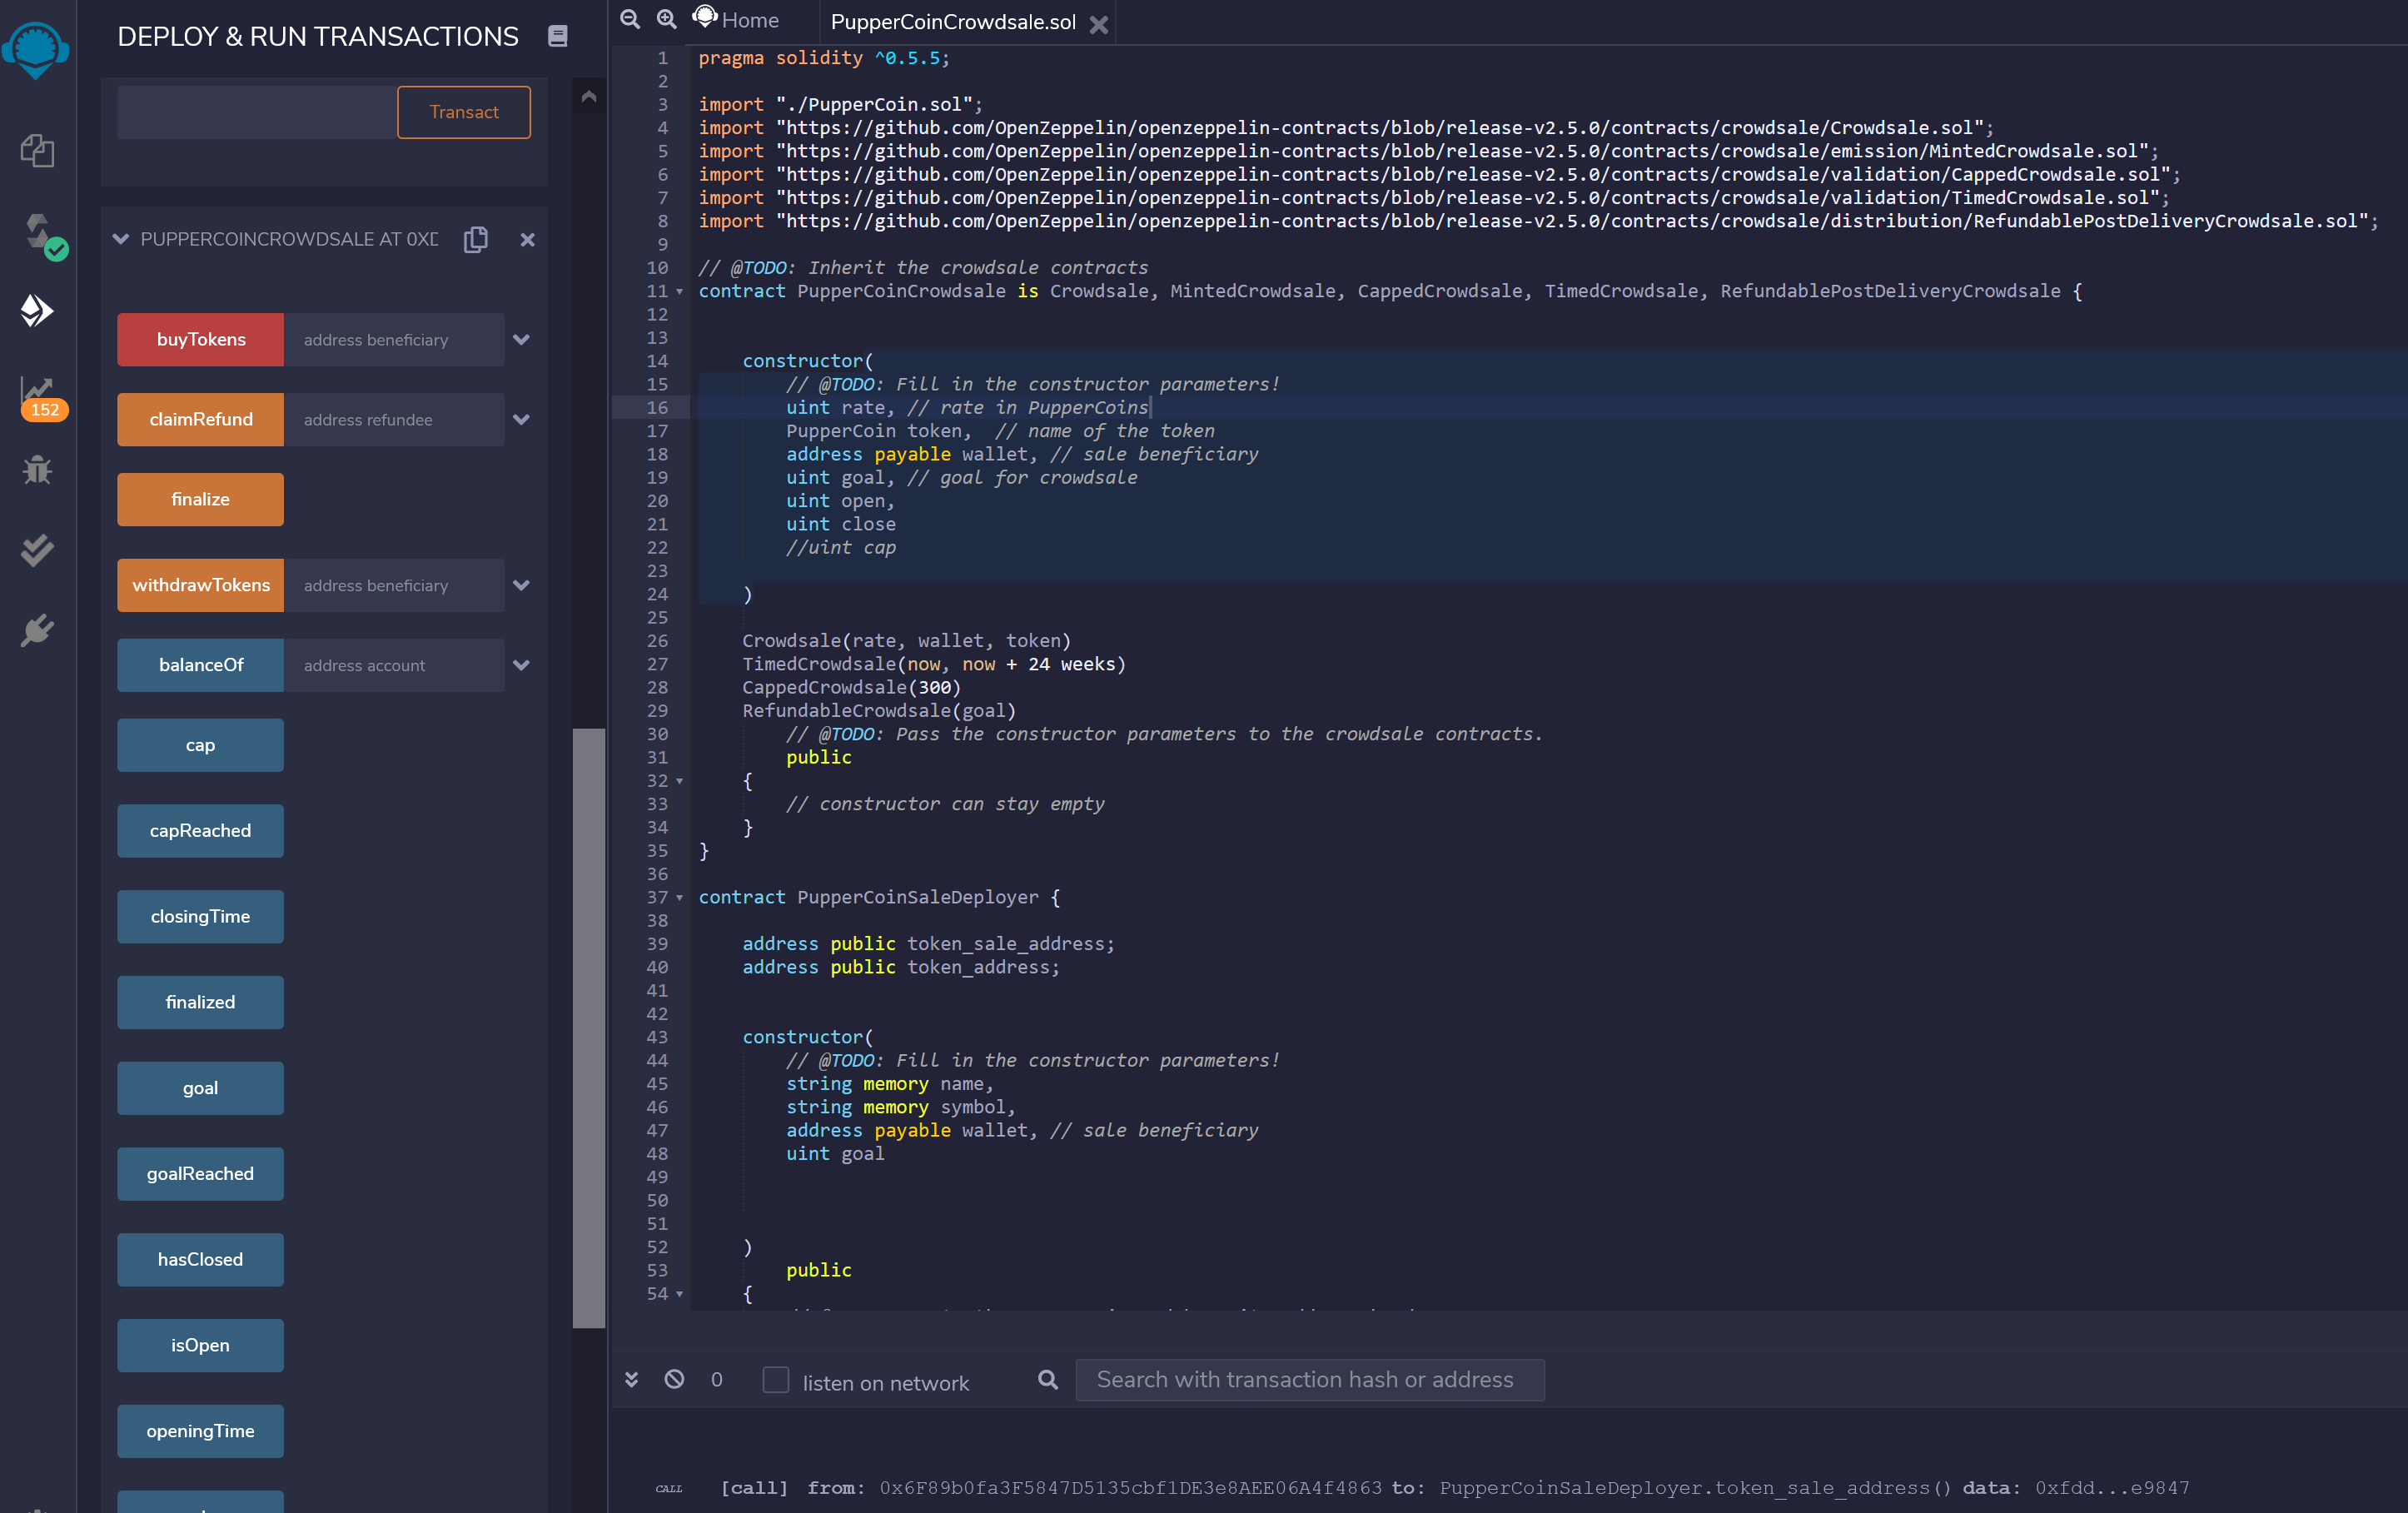 DEPLOY & RUN TRANSACTIONS
Transact
PUPPERCOINCROWDSALE AT 0XD
buyTokens address beneficiary
claimRefund address refundee
finalize
withdrawTokens address beneficiary
balanceOf address account
cap
capReached
closingTime
finalized
goal
goalReached
hasClosed
isOpen
openingTime
152
Home
PupperCoinCrowdsale.sol
1 pragma solidity ^0.5.5;
2
3 import "./PupperCoin.sol";
4 import "https://github.com/OpenZeppelin/openzeppelin-contracts/blob/release-v2.5.0/contracts/crowdsale/Crowdsale.sol";
5 import "https://github.com/OpenZeppelin/openzeppelin-contracts/blob/release-v2.5.0/contracts/crowdsale/emission/MintedCrowdsale.sol";
6 import "https://github.com/OpenZeppelin/openzeppelin-contracts/blob/release-v2.5.0/contracts/crowdsale/validation/CappedCrowdsale.sol";
7 import "https://github.com/OpenZeppelin/openzeppelin-contracts/blob/release-v2.5.0/contracts/crowdsale/validation/TimedCrowdsale.sol";
8 import "https://github.com/OpenZeppelin/openzeppelin-contracts/blob/release-v2.5.0/contracts/crowdsale/distribution/RefundablePostDeliveryCrowdsale.sol";
9
10 // @TODO: Inherit the crowdsale contracts
11 contract PupperCoinCrowdsale is Crowdsale, MintedCrowdsale, CappedCrowdsale, TimedCrowdsale, RefundablePostDeliveryCrowdsale {
12
13
14 constructor(
15 // @TODO: Fill in the constructor parameters!
16 uint rate, // rate in PupperCoins
17 PupperCoin token, // name of the token
18 address payable wallet, // sale beneficiary
19 uint goal, // goal for crowdsale
20 uint open,
21 uint close
22 //uint cap
23
24 )
25
26 Crowdsale(rate, wallet, token)
27 TimedCrowdsale(now, now + 24 weeks)
28 CappedCrowdsale(300)
29 RefundableCrowdsale(goal)
30 // @TODO: Pass the constructor parameters to the crowdsale contracts.
31 public
32 {
33 // constructor can stay empty
34 }
35 }
36
37 contract PupperCoinSaleDeployer {
38
39 address public token_sale_address;
40 address public token_address;
41
42
43 constructor(
44 // @TODO: Fill in the constructor parameters!
45 string memory name,
46 string memory symbol,
47 address payable wallet, // sale beneficiary
48 uint goal
49
50
51
52 )
53 public
54 {
0 listen on network Search with transaction hash or address
CALL [call] from: 0x6F89b0fa3F5847D5135cbf1DE3e8AEE06A4f4863 to: PupperCoinSaleDeployer.token_sale_address() data: 0xfdd...e9847